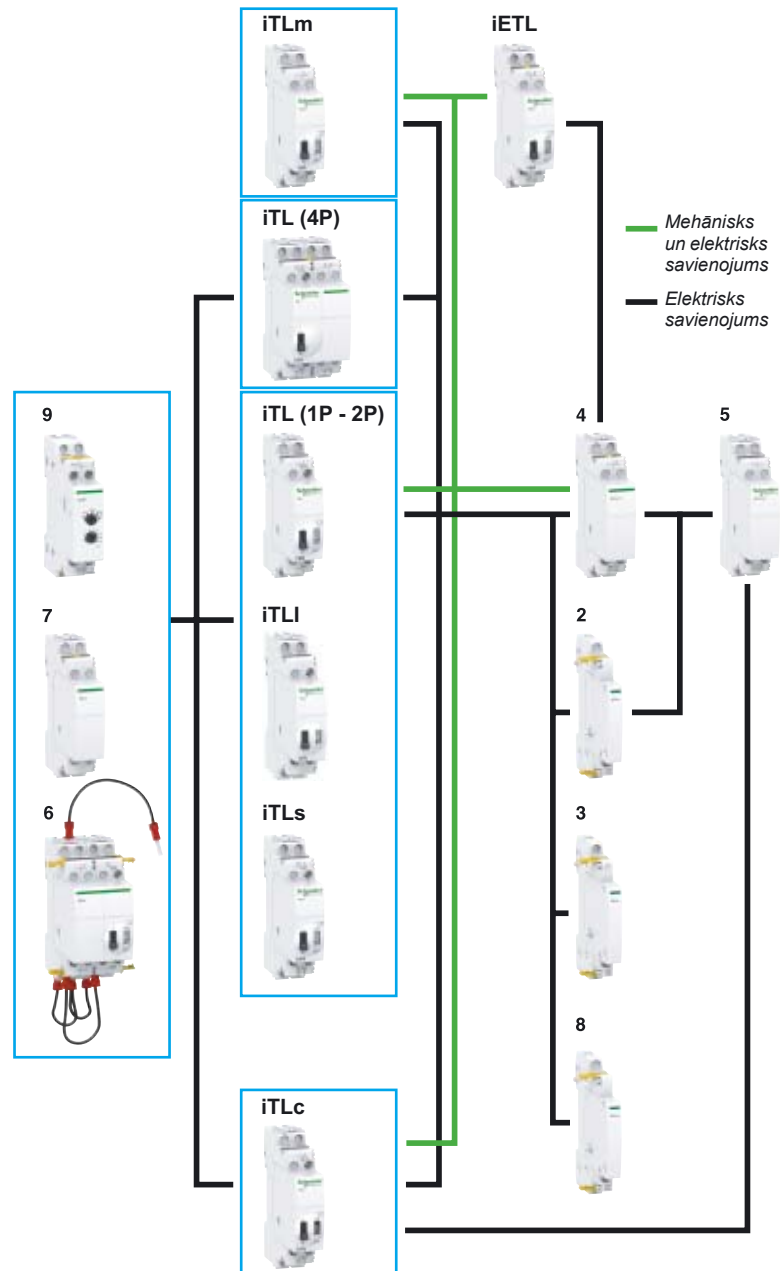 iTLm
iETL
iTL (4P)
Mehānisks
un elektrisks
savienojums
Elektrisks
savienojums
9
iTL (1P - 2P)
4
5
7
iTLI
2
6
iTLs
3
8
iTLc